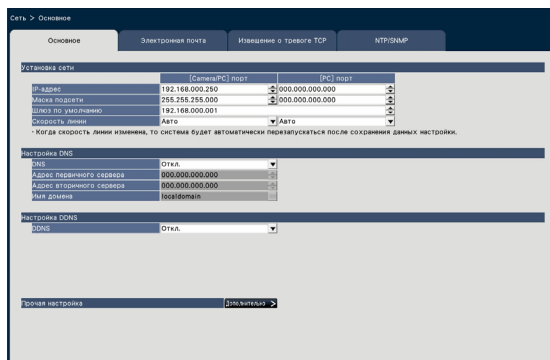 Сеть > Основное
Основное Электронная почта Извещение о тревоге TCP NTP/SNMP
Установка сети
[Camera/PC] порт [PC] порт
IP-адрес 192.168.000.250 000.000.000.000
Маска подсети 255.255.255.000 000.000.000.000
Шлюз по умолчанию 192.168.000.001
Скорость линии Авто Авто
· Когда скорость линии изменена, то система будет автоматически перезапускаться после сохранения данных настройки.
Настройка DNS
DNS Откл.
Адрес первичного сервера 000.000.000.000
Адрес вторичного сервера 000.000.000.000
Имя домена localdomain
Настройка DDNS
DDNS Откл.
Прочая настройка Дополнительно >